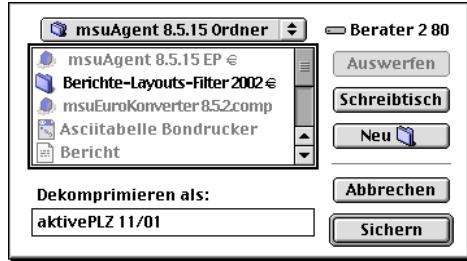 msuAgent 8.5.15 Ordner
Berater 2 80
msuAgent 8.5.15 EP €
Berichte-Layouts-Filter 2002 €
msuEuroKonverter 8.5.2.comp
Asciitabelle Bondrucker
Bericht
Auswerfen
Schreibtisch
Neu
Dekomprimieren als:
aktivePLZ 11/01
Abbrechen
Sichern